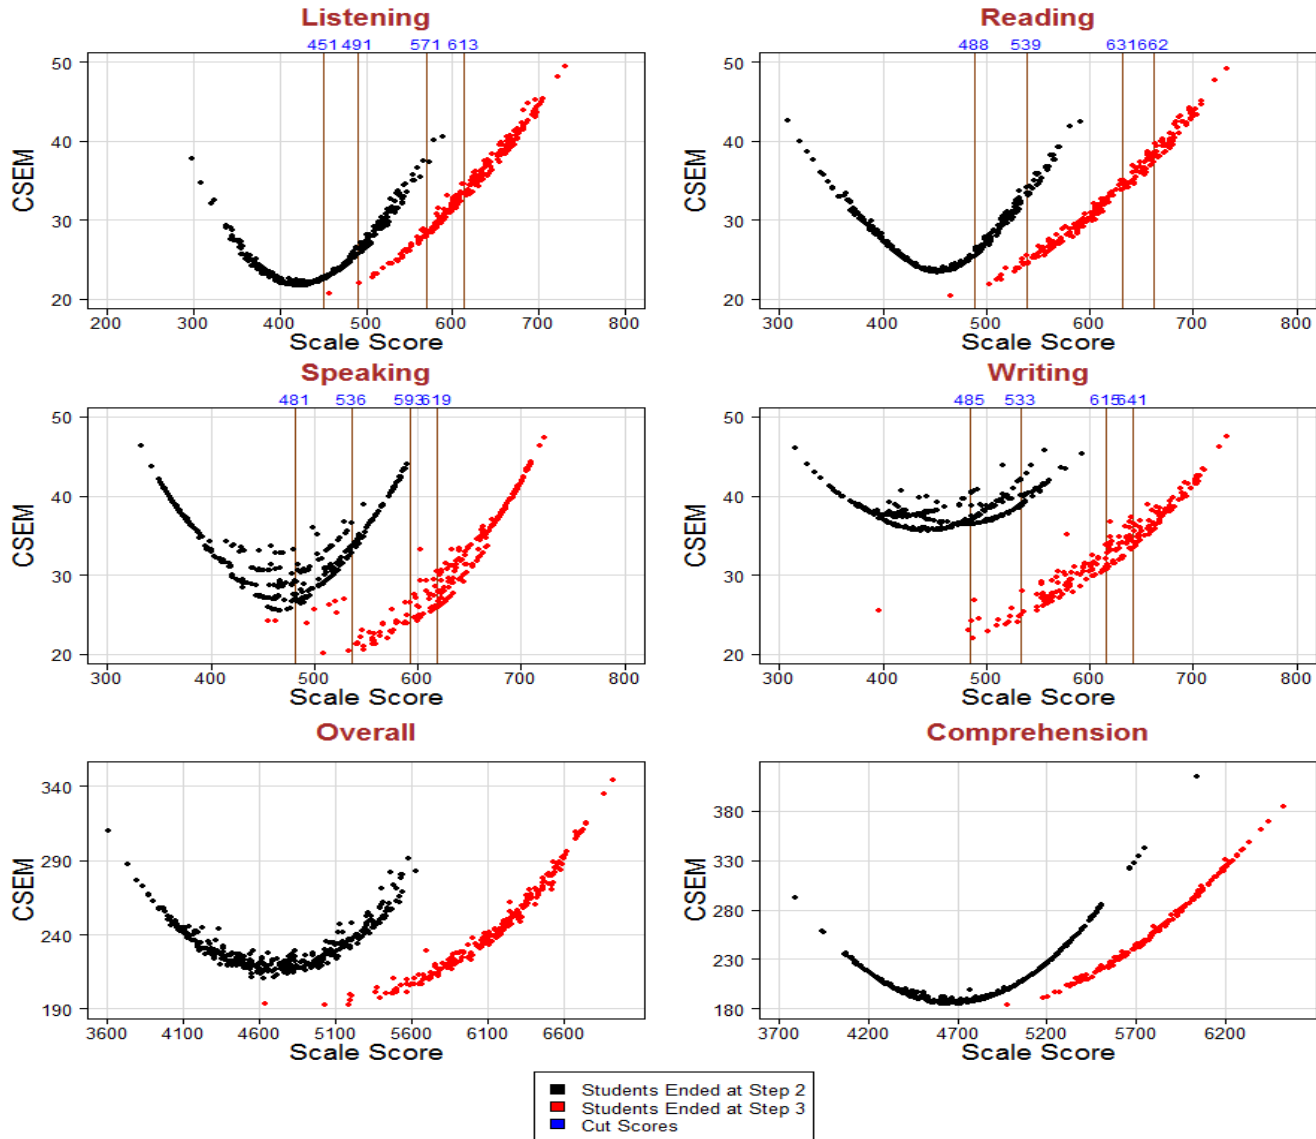 Listening
451 491 571 613
50
40
30
20
CSEM
200 300 400 500 600 700 800
Scale Score
Reading
488 539 631 662
50
40
30
20
CSEM
300 400 500 600 700 800
Scale Score
Speaking
481 536 593 619
50
40
30
20
CSEM
300 400 500 600 700 800
Scale Score
Writing
485 533 615 641
50
40
30
20
CSEM
300 400 500 600 700 800
Scale Score
Overall
340
290
240
190
CSEM
3600 4100 4600 5100 5600 6100 6600
Scale Score
Comprehension
380
330
280
230
180
CSEM
3700 4200 4700 5200 5700 6200
Scale Score
Students Ended at Step 2
Students Ended at Step 3
Cut Scores